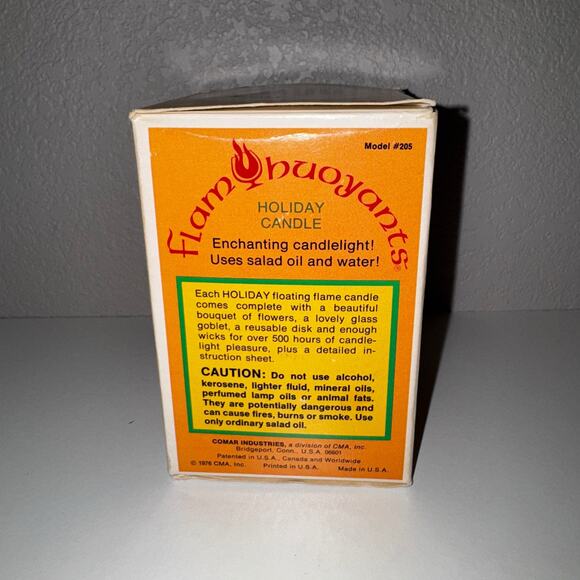 Model #205
Flambuoyants®
HOLIDAY
CANDLE
Enchanting candlelight!
Uses salad oil and water!
Each HOLIDAY floating flame candle
comes complete with a beautiful
bouquet of flowers, a lovely glass
goblet, a reusable disk and enough
wicks for over 500 hours of candle-
light pleasure, plus a detailed in-
struction sheet.
CAUTION: Do not use alcohol,
kerosene, lighter fluid, mineral oils,
perfumed lamp oils or animal fats.
They are potentially dangerous and
can cause fires, burns or smoke. Use
only ordinary salad oil.
COMAR INDUSTRIES, a division of CMA, Inc.
Bridgeport, Conn., U.S.A. 06601
Patented in U.S.A., Canada and Worldwide
© 1976 CMA, Inc. Printed in U.S.A. Made in U.S.A.